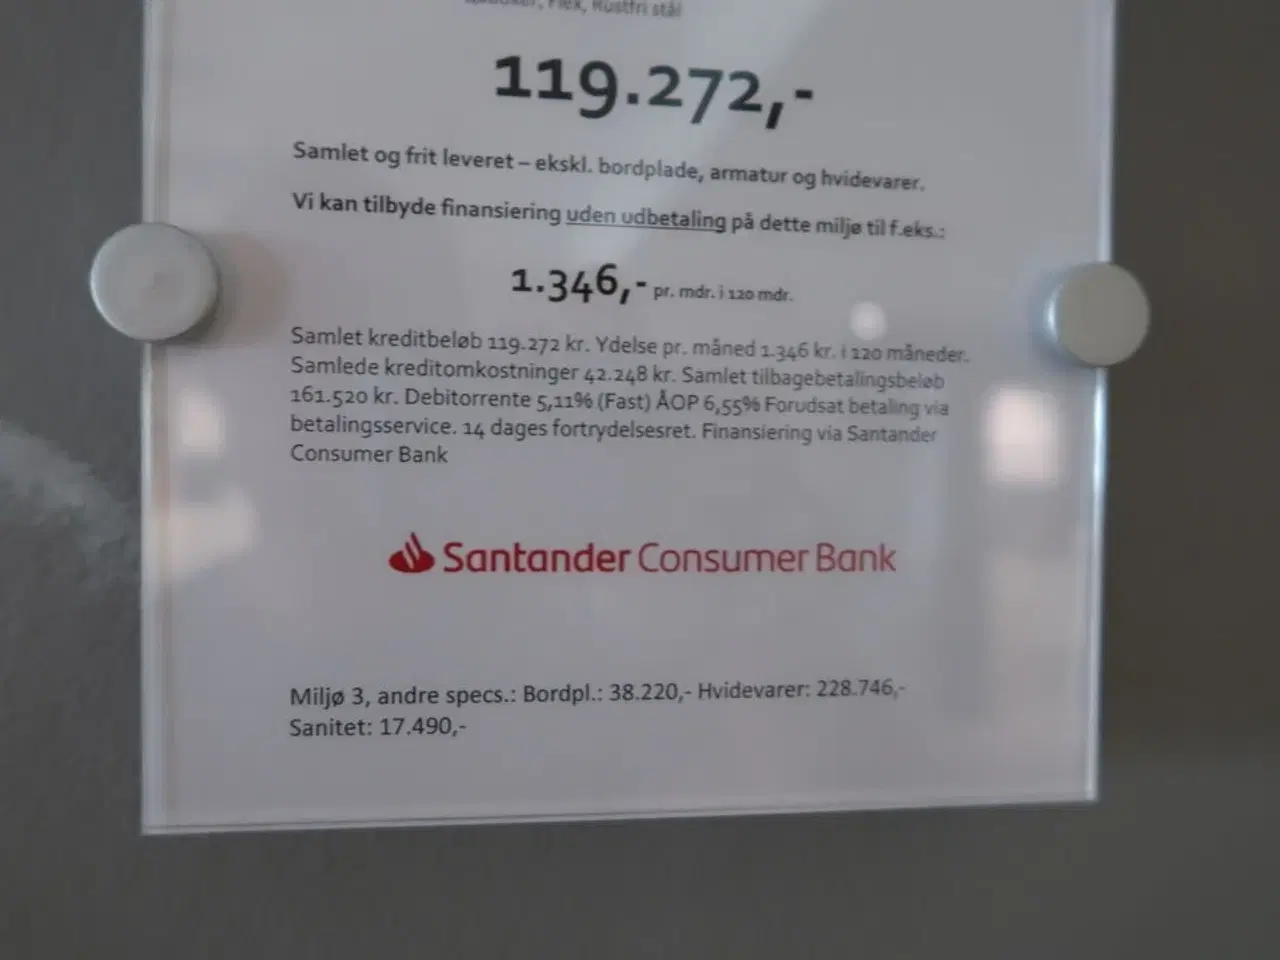 Flex, Rustfri stål
119.272,-
Samlet og frit leveret – ekskl. bordplade, armatur og hvidevarer.
Vi kan tilbyde finansiering uden udbetaling på dette miljø til f.eks.:
1.346,- pr. mdr. i 120 mdr.
Samlet kreditbeløb 119.272 kr. Ydelse pr. måned 1.346 kr. i 120 måneder.
Samlede kreditomkostninger 42.248 kr. Samlet tilbagebetalingsbeløb
161.520 kr. Debitorrente 5,11% (Fast) ÅOP 6,55% Forudsat betaling via
betalingsservice. 14 dages fortrydelsesret. Finansiering via Santander
Consumer Bank
Santander Consumer Bank
Miljø 3, andre specs.: Bordpl.: 38.220,- Hvidevarer: 228.746,-
Sanitet: 17.490,-